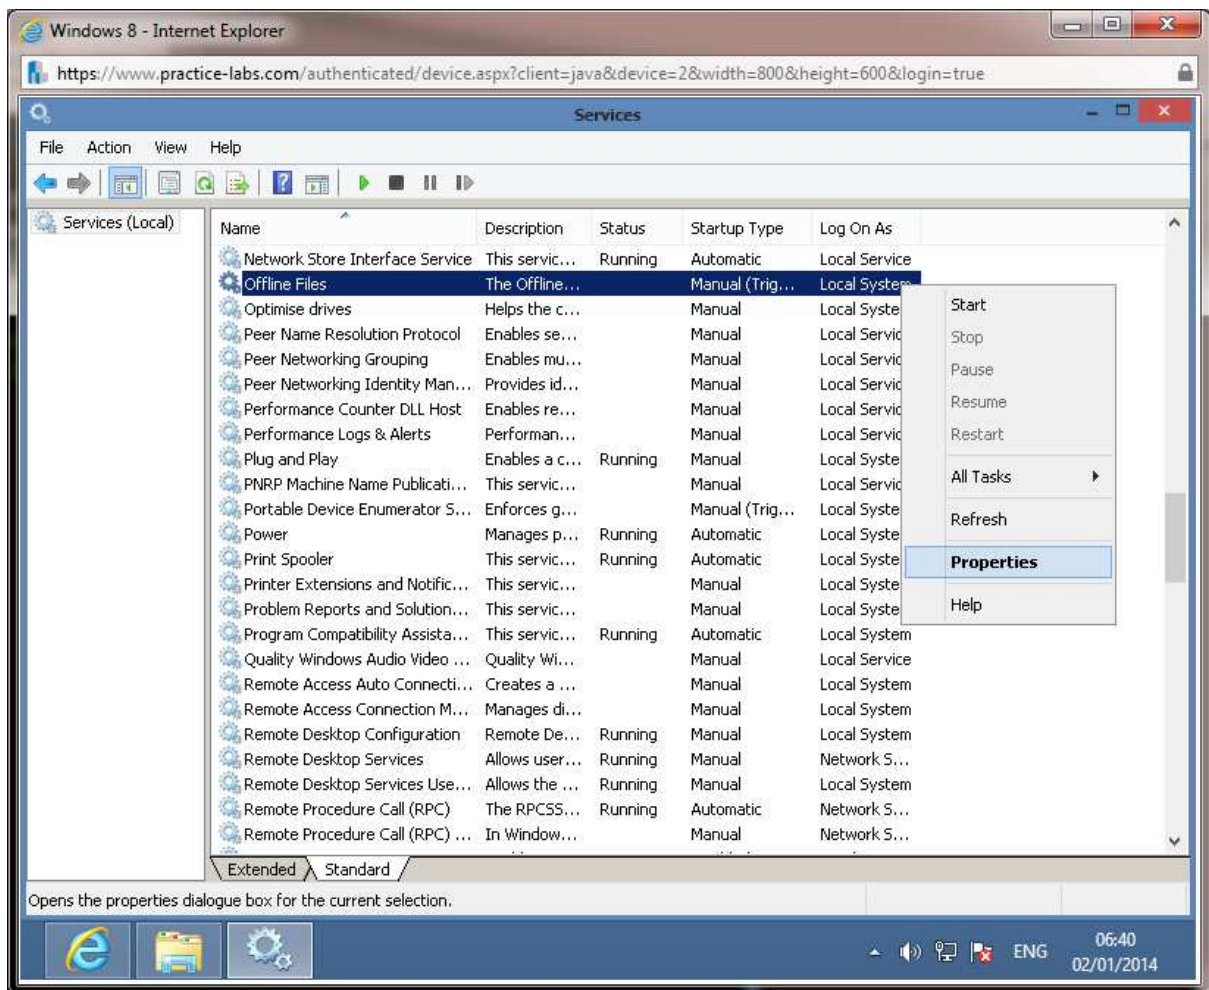 Windows 8 - Internet Explorer
https://www.practice-labs.com/authenticated/device.aspx?client=java&device=2&width=800&height=600&login=true
Services
File Action View Help
Services (Local)
Name Description Status Startup Type Log On As
Network Store Interface Service This servic... Running Automatic Local Service
Offline Files The Offline... Manual (Trig... Local System
Optimise drives Helps the c... Manual Local Syste
Peer Name Resolution Protocol Enables se... Manual Local Servic
Peer Networking Grouping Enables mu... Manual Local Servic
Peer Networking Identity Man... Provides id... Manual Local Servic
Performance Counter DLL Host Enables re... Manual Local Servic
Performance Logs & Alerts Performan... Manual Local Servic
Plug and Play Enables a c... Running Manual Local Syste
PNRP Machine Name Publicati... This servic... Manual Local Servic
Portable Device Enumerator S... Enforces g... Manual (Trig... Local Syste
Power Manages p... Running Automatic Local Syste
Print Spooler This servic... Running Automatic Local Syste
Printer Extensions and Notific... This servic... Manual Local Syste
Problem Reports and Solution... This servic... Manual Local Syste
Program Compatibility Assista... This servic... Running Automatic Local System
Quality Windows Audio Video ... Quality Wi... Manual Local Service
Remote Access Auto Connecti... Creates a ... Manual Local System
Remote Access Connection M... Manages di... Manual Local System
Remote Desktop Configuration Remote De... Running Manual Local System
Remote Desktop Services Allows user... Running Manual Network S...
Remote Desktop Services Use... Allows the ... Running Manual Local System
Remote Procedure Call (RPC) The RPCSS... Running Automatic Network S...
Remote Procedure Call (RPC) ... In Window... Manual Network S...
Start
Stop
Pause
Resume
Restart
All Tasks
Refresh
Properties
Help
Extended Standard
Opens the properties dialogue box for the current selection.
ENG
06:40
02/01/2014